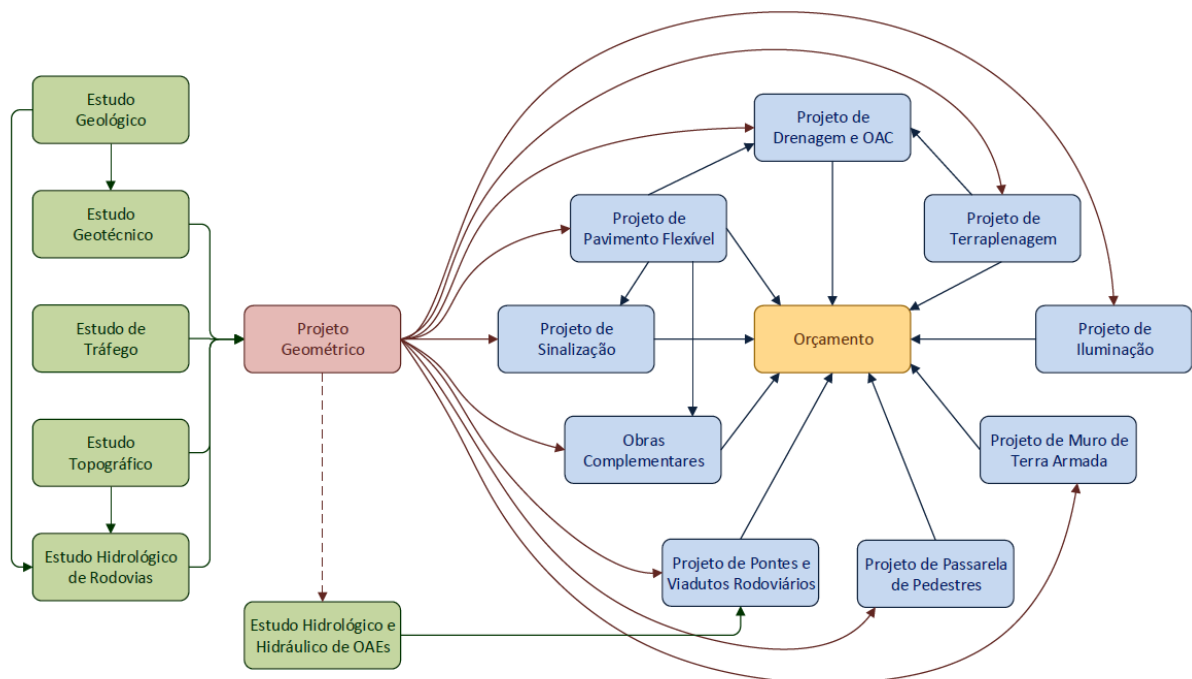 Estudo
Geológico
Estudo
Geotécnico
Estudo de
Tráfego
Estudo
Topográfico
Estudo Hidrológico
de Rodovias
Projeto
Geométrico
Estudo Hidrológico e
Hidráulico de OAEs
Projeto de
Drenagem e OAC
Projeto de
Pavimento Flexível
Projeto de
Terraplenagem
Projeto de
Sinalização
Orçamento
Projeto de
Iluminação
Obras
Complementares
Projeto de Muro de
Terra Armada
Projeto de Pontes e
Viadutos Rodoviários
Projeto de Passarela
de Pedestres